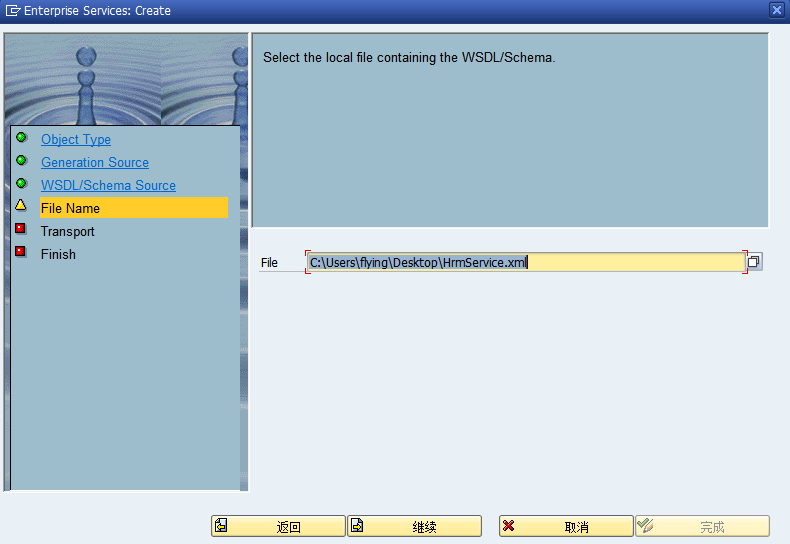 Enterprise Services: Create
Select the local file containing the WSDL/Schema.
Object Type
Generation Source
WSDL/Schema Source
File Name
Transport
Finish
File C:\Users\flying\Desktop\HrmService.xml
返回 继续 取消 完成